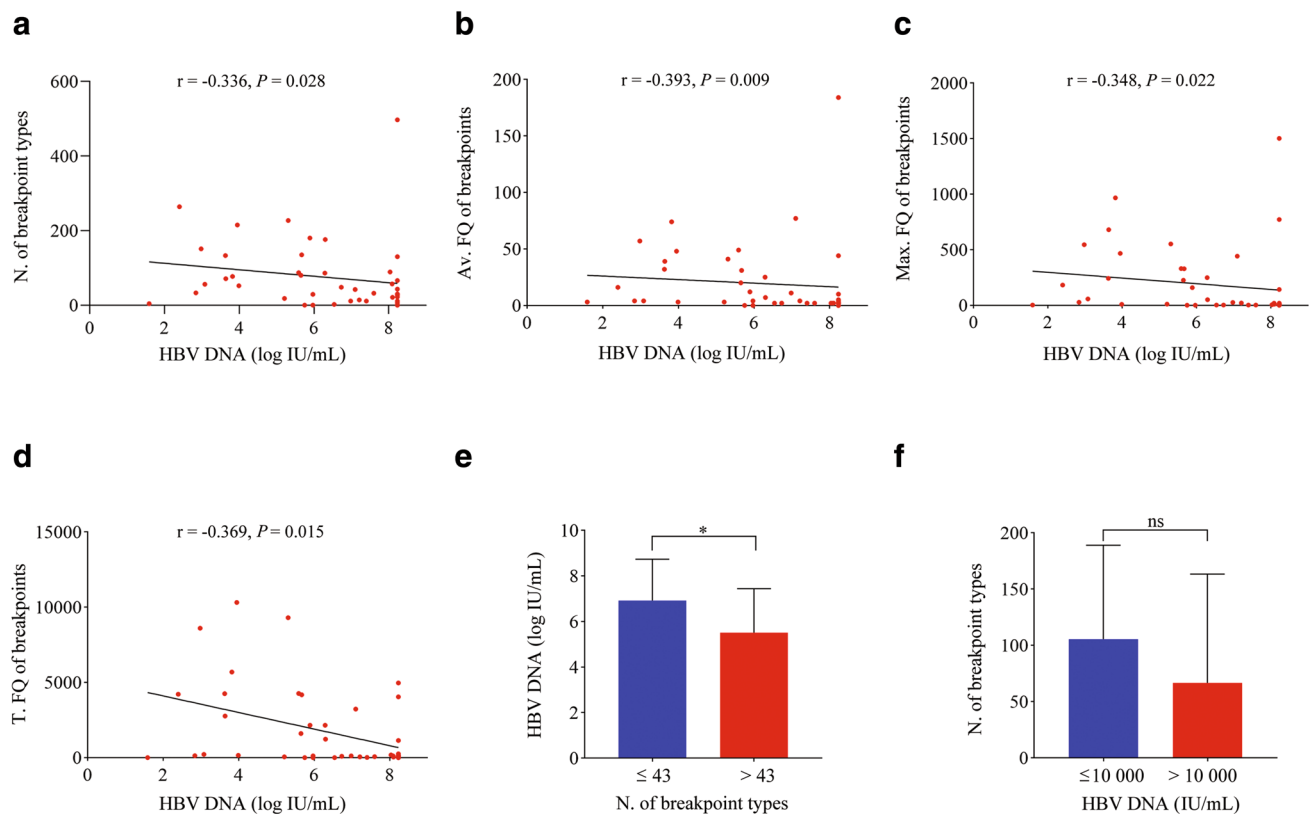 a
r = -0.336, P = 0.028
N. of breakpoint types
600
400
200
0
0 2 4 6 8
HBV DNA (log IU/mL)
b
r = -0.393, P = 0.009
Av. FQ of breakpoints
200
150
100
50
0
0 2 4 6 8
HBV DNA (log IU/mL)
c
r = -0.348, P = 0.022
Max. FQ of breakpoints
2000
1500
1000
500
0
0 2 4 6 8
HBV DNA (log IU/mL)
d
r = -0.369, P = 0.015
T. FQ of breakpoints
15000
10000
5000
0
0 2 4 6 8
HBV DNA (log IU/mL)
e
*
HBV DNA (log IU/mL)
10
8
6
4
2
0
≤ 43 > 43
N. of breakpoint types
f
ns
N. of breakpoint types
200
150
100
50
0
≤10 000 > 10 000
HBV DNA (IU/mL)